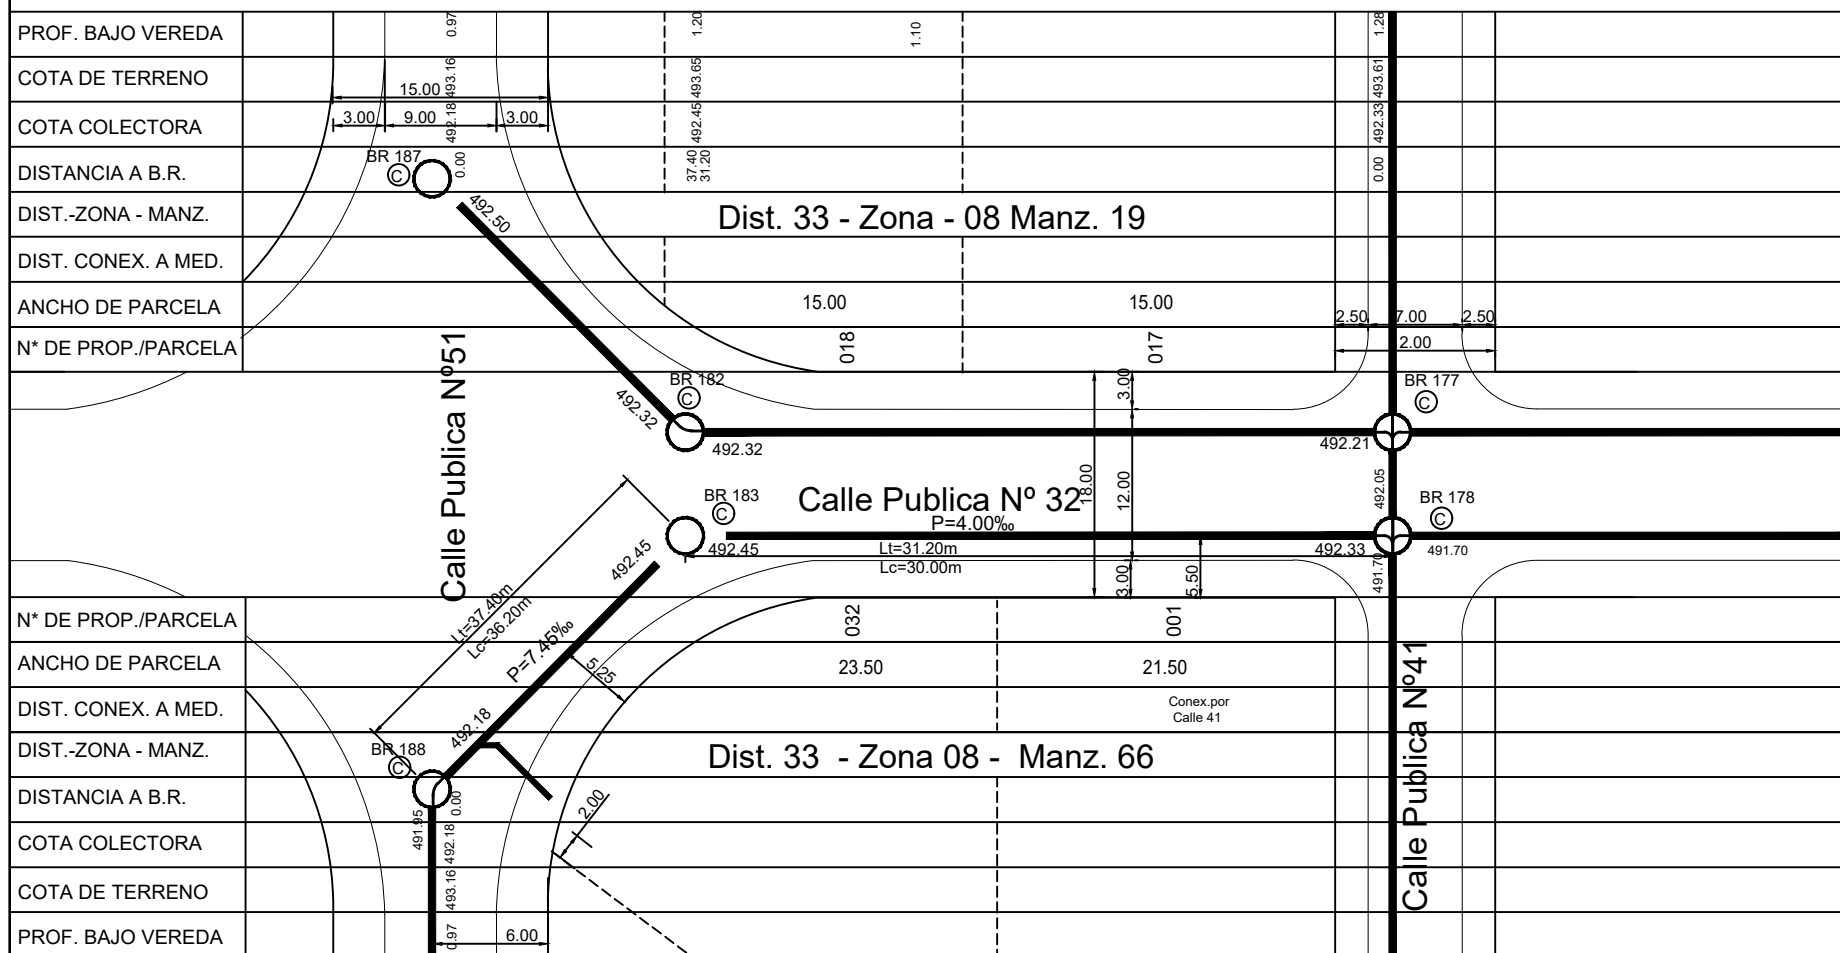 PROF. BAJO VEREDA
0.97
1.20
1.10
1.28
COTA DE TERRENO
493.16
493.65
493.61
15.00
COTA COLECTORA
3.00
9.00
3.00
492.18
492.45
492.33
DISTANCIA A B.R.
BR 187
C
0.00
37.40
31.20
0.00
DIST.-ZONA - MANZ.
492.50
Dist. 33 - Zona - 08 Manz. 19
DIST. CONEX. A MED.
ANCHO DE PARCELA
15.00
15.00
2.50
7.00
2.50
2.00
N* DE PROP./PARCELA
018
017
Calle Publica Nº51
BR 182
C
492.32
492.32
3.00
BR 177
C
492.21
18.00
12.00
492.05
BR 183
C
Calle Publica Nº 32
P=4.00‰
BR 178
C
492.45
492.45
Lt=31.20m
Lc=30.00m
492.33
491.70
491.70
3.00
5.50
N* DE PROP./PARCELA
Lt=37.40m
Lc=36.20m
P=7.45‰
032
001
ANCHO DE PARCELA
5.25
23.50
21.50
DIST. CONEX. A MED.
492.18
Conex.por
Calle 41
Calle Publica Nº41
DIST.-ZONA - MANZ.
BR 188
C
Dist. 33 - Zona 08 - Manz. 66
DISTANCIA A B.R.
0.00
2.00
COTA COLECTORA
491.95
492.18
COTA DE TERRENO
493.16
PROF. BAJO VEREDA
0.97
6.00